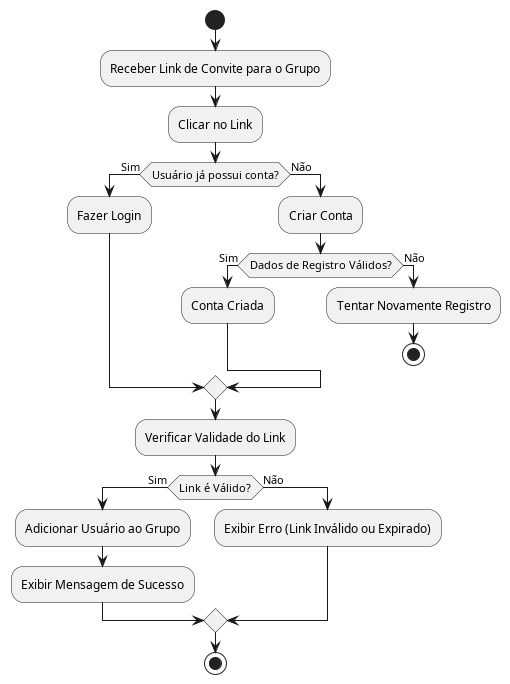 Receber Link de Convite para o Grupo
Clicar no Link
Usuário já possui conta?
Sim
Não
Fazer Login
Criar Conta
Dados de Registro Válidos?
Sim
Não
Conta Criada
Tentar Novamente Registro
Verificar Validade do Link
Link é Válido?
Sim
Não
Adicionar Usuário ao Grupo
Exibir Erro (Link Inválido ou Expirado)
Exibir Mensagem de Sucesso